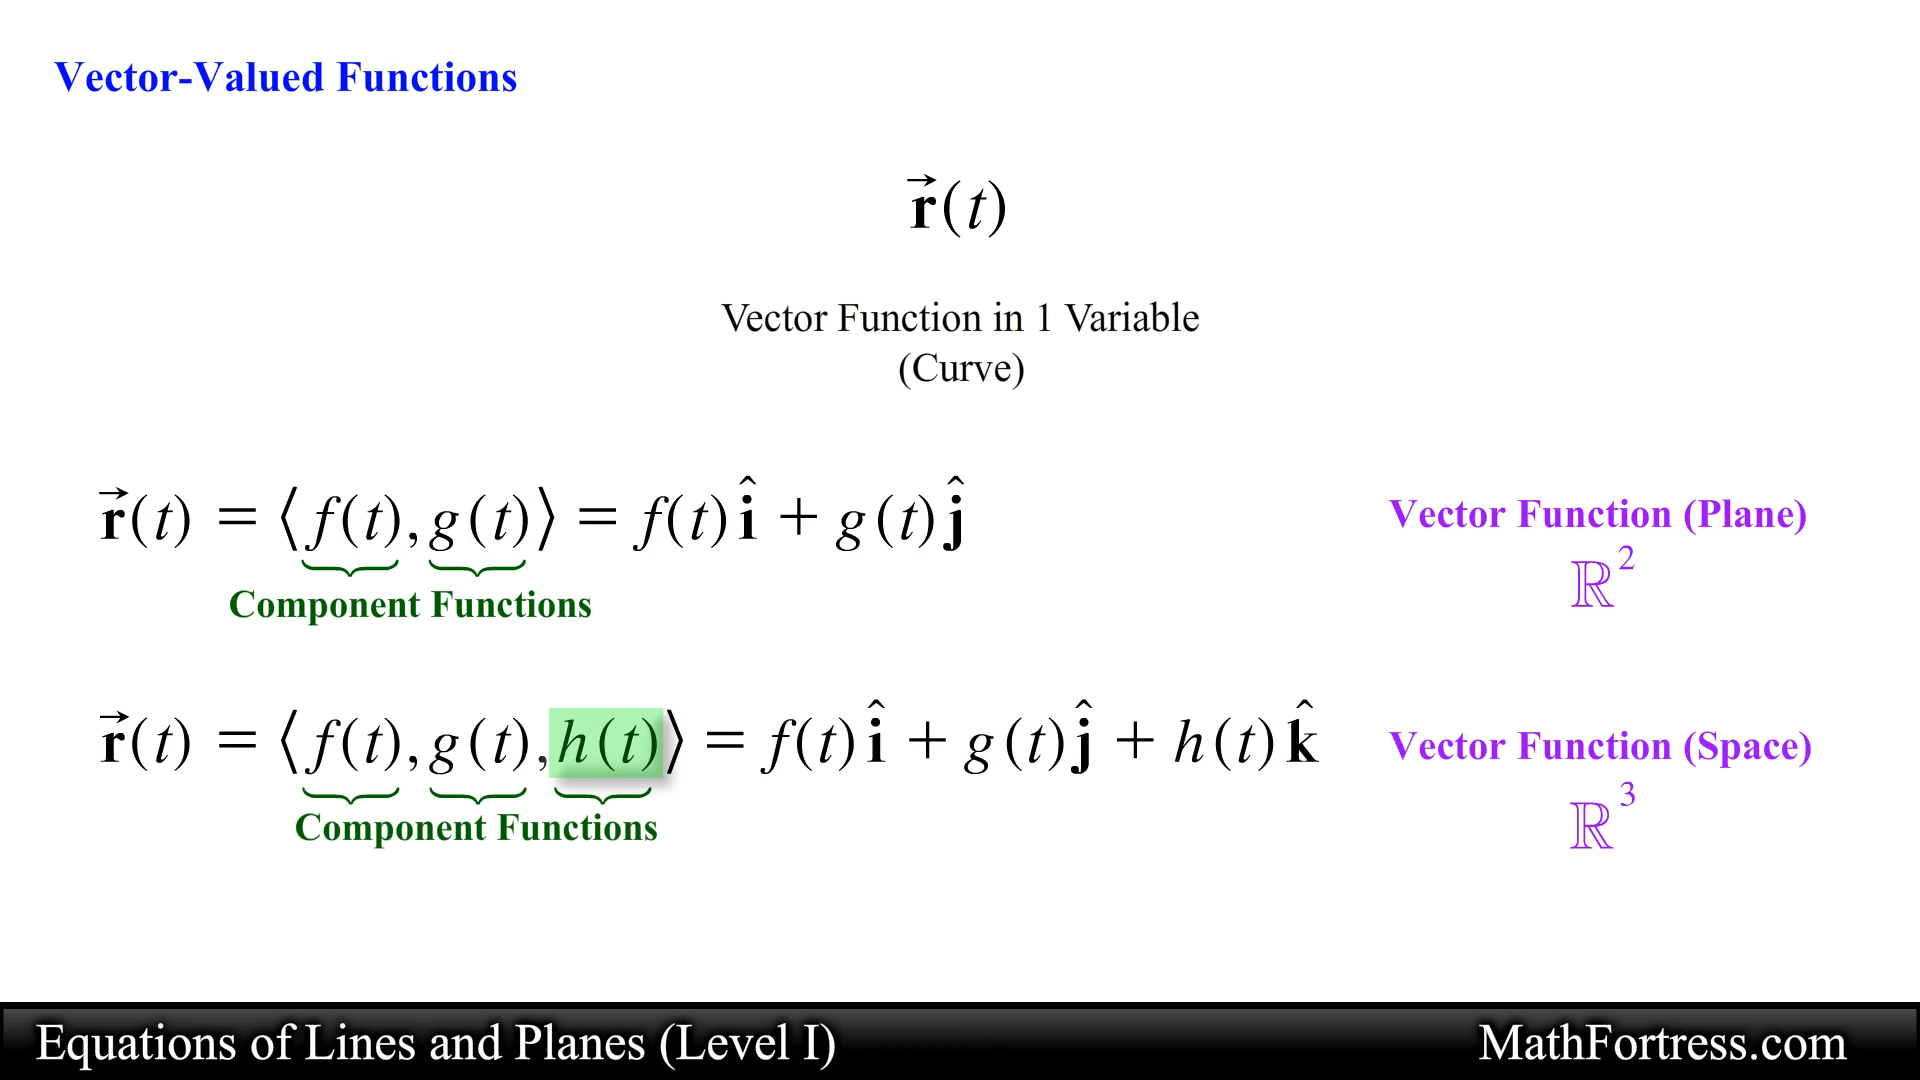 Vector-Valued Functions
r⃗(t)
Vector Function in 1 Variable
(Curve)
r⃗(t) = ⟨f(t), g(t)⟩ = f(t) î + g(t) ĵ
Vector Function (Plane)
ℝ²
Component Functions
r⃗(t) = ⟨f(t), g(t), h(t)⟩ = f(t) î + g(t) ĵ + h(t) k̂
Vector Function (Space)
ℝ³
Component Functions
Equations of Lines and Planes (Level I)
MathFortress.com